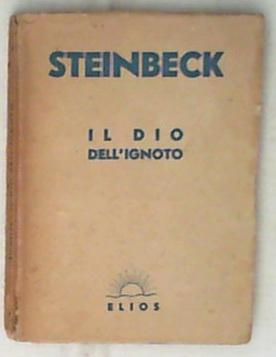 STEINBECK
IL DIO
DELL'IGNOTO
ELIOS